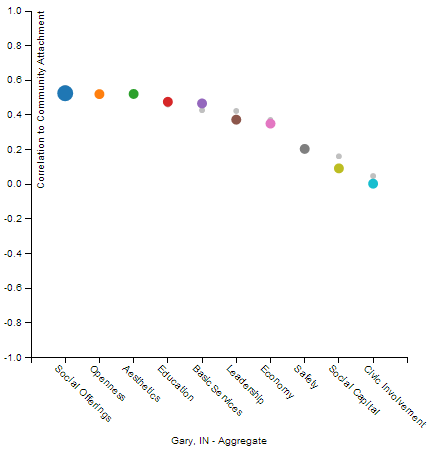 1.0
0.8
0.6
0.4
0.2
0.0
-0.2
-0.4
-0.6
-0.8
-1.0
Correlation to Community Attachment
Social Offerings
Openness
Aesthetics
Education
Basic Services
Leadership
Economy
Safety
Social Capital
Civic Involvement
Gary, IN - Aggregate